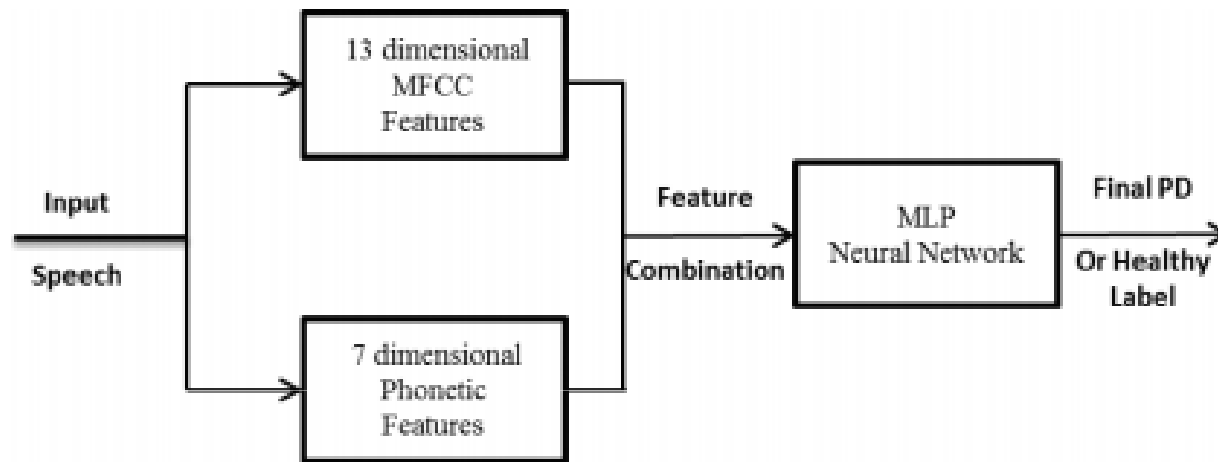 13 dimensional
MFCC
Features
Input
Speech
7 dimensional
Phonetic
Features
Feature
Combination
MLP
Neural Network
Final PD
Or Healthy
Label